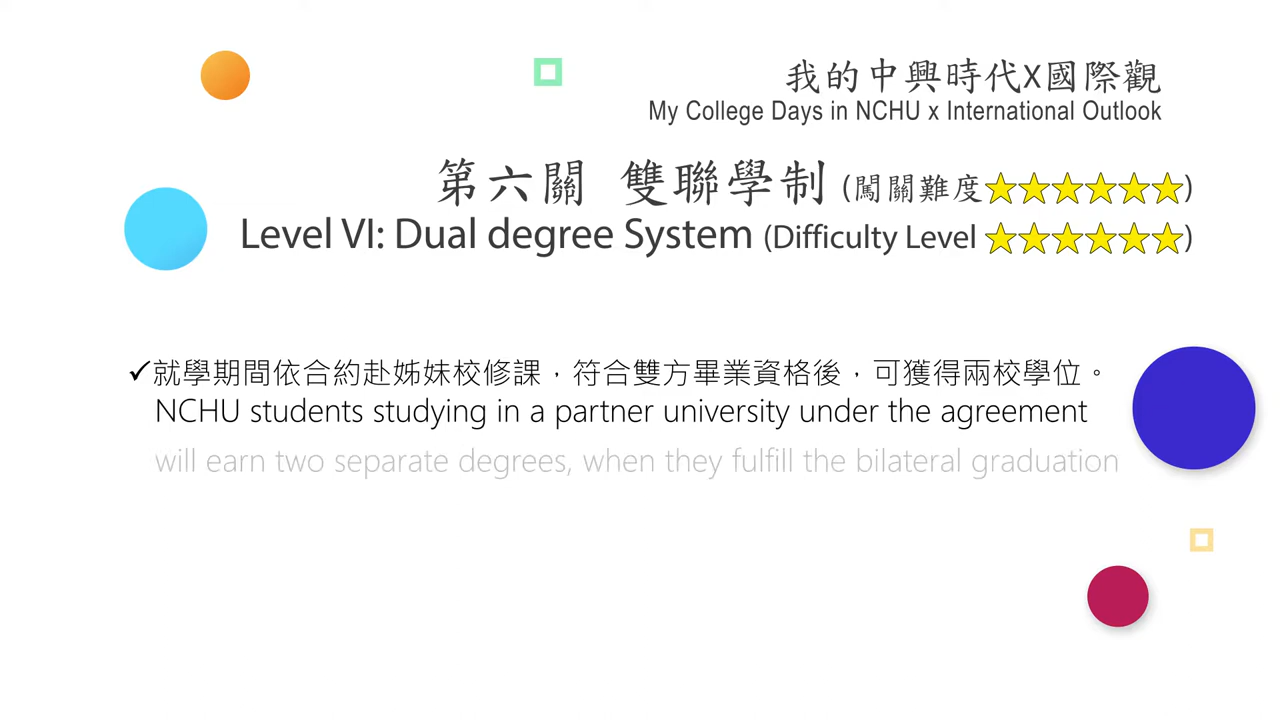 我的中興時代X國際觀
My College Days in NCHU x International Outlook
第六關 雙聯學制 (闖關難度★★★★★★)
Level VI: Dual degree System (Difficulty Level ★★★★★★)
✓就學期間依合約赴姊妹校修課，符合雙方畢業資格後，可獲得兩校學位。
NCHU students studying in a partner university under the agreement
will earn two separate degrees, when they fulfill the bilateral graduation